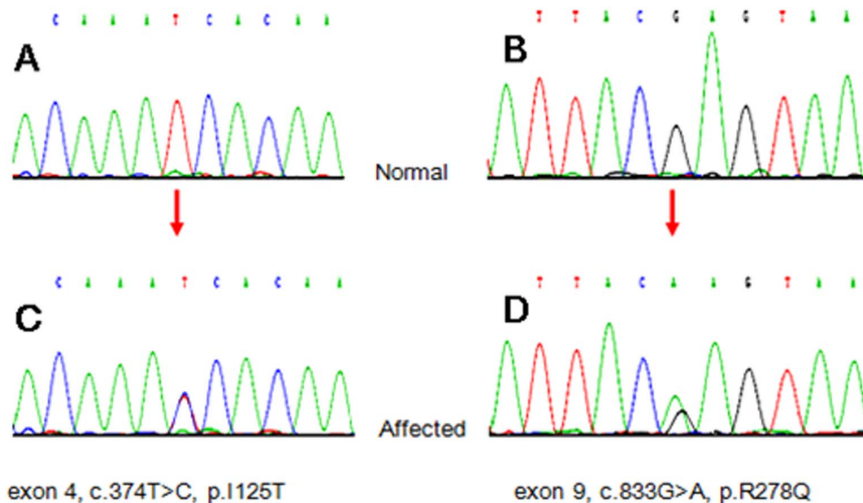 C A A A T C A C A A
A
T T A C G A G T A A
B
Normal
C A A A T C A C A A
C
T T A C A A G T A A
D
Affected
exon 4, c.374T>C, p.I125T
exon 9, c.833G>A, p.R278Q